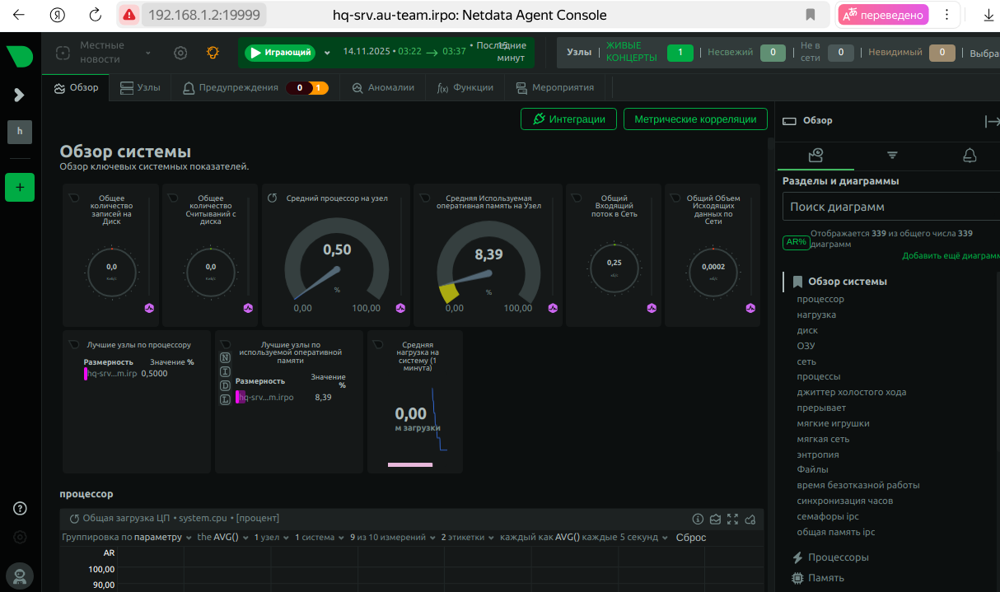 192.168.1.2:19999
hq-srv.au-team.irpo: Netdata Agent Console
переведено
Местные
новости
Играющий
14.11.2025 • 03:22 → 03:37
• Последние
15
минут
Узлы
ЖИВЫЕ
КОНЦЕРТЫ
1
Несвежий
0
Не в
сети
0
Невидимый
0
Выбра
Обзор
Узлы
Предупреждения
0
1
Аномалии
f(x) Функции
Мероприятия
h
+
Интеграции
Метрические корреляции
Обзор системы
Обзор ключевых системных показателей.
Общее
количество
записей на
Диск
0,0
Общее
количество
Считываний с
диска
0,0
Средний процессор на узел
0,50
%
0,00
100,00
Средняя Используемая
оперативная память на Узел
8,39
%
0,00
100,00
Общий
Входящий
поток в Сеть
0,25
Общий Объем
Исходящих
данных по
Сети
0,0002
Лучшие узлы по процессору
Размерность
Значение %
hq-srv...m.irp
0,5000
Лучшие узлы по
используемой оперативной
памяти
N
I
D
L
Размерность
Значение
%
hq-srv...m.irpo
8,39
Средняя
нагрузка на
систему (1
минута)
0,00
м загрузки
процессор
Общая загрузка ЦП • system.cpu • [процент]
Группировка по параметру
the AVG()
1 узел
1 система
9 из 10 измерений
2 этикетки
каждый как AVG() каждые 5 секунд
Сброс
AR
100,00
90,00
Обзор
Разделы и диаграммы
Поиск диаграмм
AR%
Отображается 339 из общего числа 339
диаграмм
Добавить ещё диаграмм
Обзор системы
процессор
нагрузка
диск
ОЗУ
сеть
процессы
джиттер холостого хода
прерывает
мягкие игрушки
мягкая сеть
энтропия
Файлы
время безотказной работы
синхронизация часов
семафоры ipc
общая память ipc
Процессоры
Память